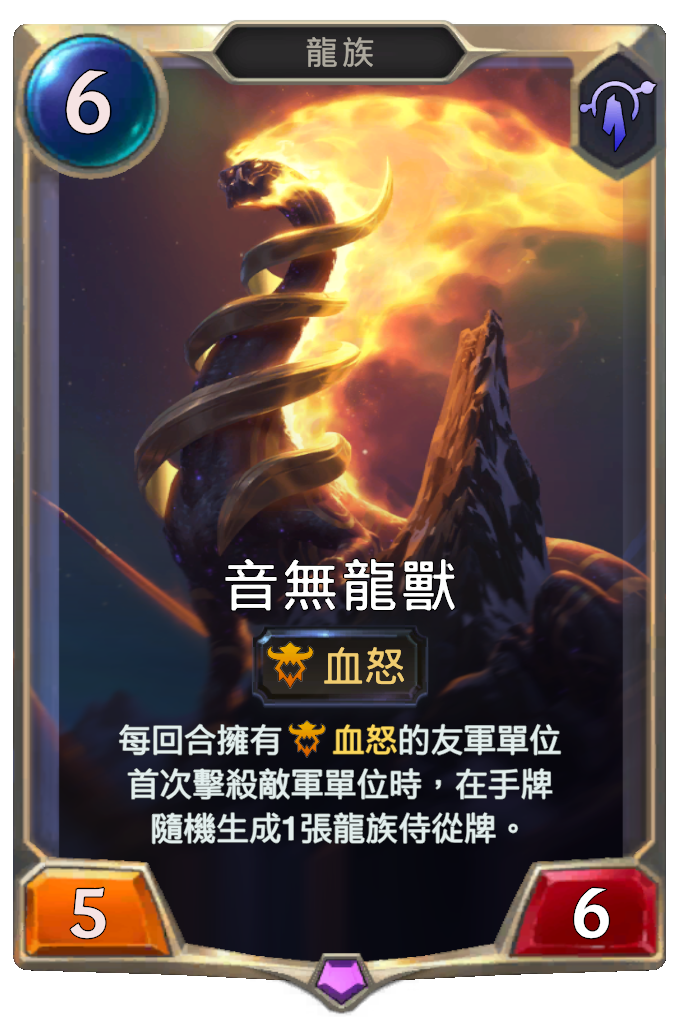 龍族
6
音無龍獸
血怒
每回合擁有血怒的友軍單位
首次擊殺敵軍單位時，在手牌
隨機生成1張龍族侍從牌。
5
6